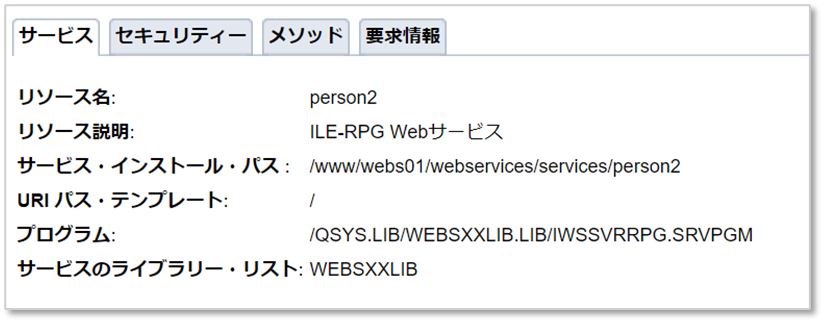 サービス セキュリティー メソッド 要求情報
リソース名: person2
リソース説明: ILE-RPG Webサービス
サービス・インストール・パス : /www/webs01/webservices/services/person2
URI パス・テンプレート: /
プログラム: /QSYS.LIB/WEBSXXLIB.LIB/IWSSVRRPG.SRVPGM
サービスのライブラリー・リスト: WEBSXXLIB